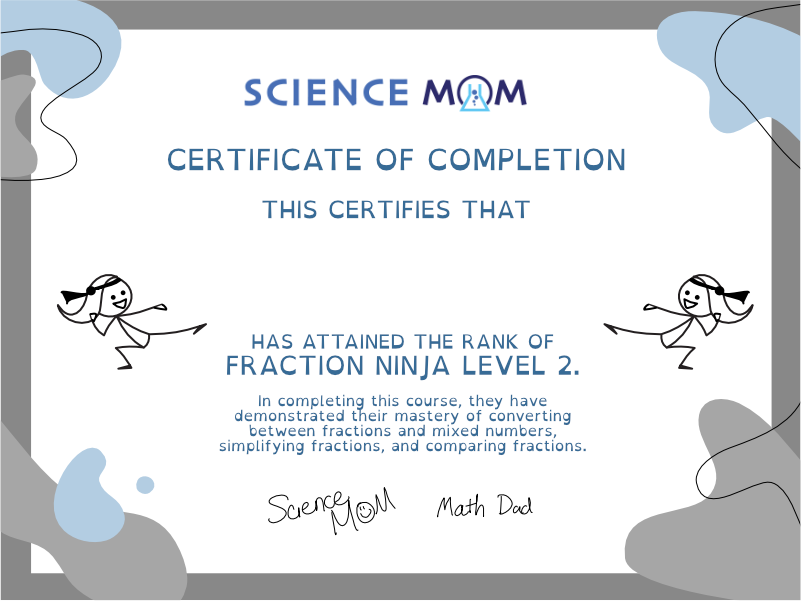 SCIENCE MOM
CERTIFICATE OF COMPLETION
THIS CERTIFIES THAT
HAS ATTAINED THE RANK OF
FRACTION NINJA LEVEL 2.
In completing this course, they have
demonstrated their mastery of converting
between fractions and mixed numbers,
simplifying fractions, and comparing fractions.
Science MOM Math Dad